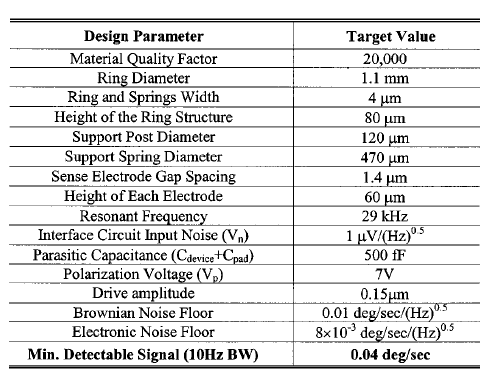 Design Parameter Target Value
Material Quality Factor 20,000
Ring Diameter 1.1 mm
Ring and Springs Width 4 μm
Height of the Ring Structure 80 μm
Support Post Diameter 120 μm
Support Spring Diameter 470 μm
Sense Electrode Gap Spacing 1.4 μm
Height of Each Electrode 60 μm
Resonant Frequency 29 kHz
Interface Circuit Input Noise (Vₙ) 1 μV/(Hz)^0.5
Parasitic Capacitance (C_device+C_pad) 500 fF
Polarization Voltage (Vₚ) 7V
Drive amplitude 0.15μm
Brownian Noise Floor 0.01 deg/sec/(Hz)^0.5
Electronic Noise Floor 8×10⁻³ deg/sec/(Hz)^0.5
Min. Detectable Signal (10Hz BW) 0.04 deg/sec